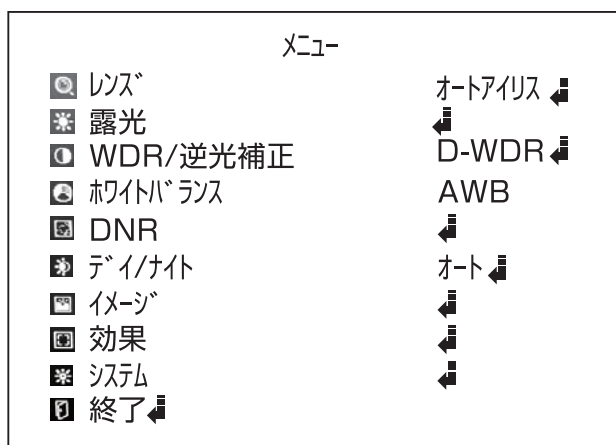 ﾒﾆｭｰ
ﾚﾝｽﾞ ｵｰﾄｱｲﾘｽ
露光
WDR/逆光補正 D-WDR
ﾎﾜｲﾄﾊﾞﾗﾝｽ AWB
DNR
ﾃﾞｲ/ﾅｲﾄ ｵｰﾄ
ｲﾒｰｼﾞ
効果
ｼｽﾃﾑ
終了